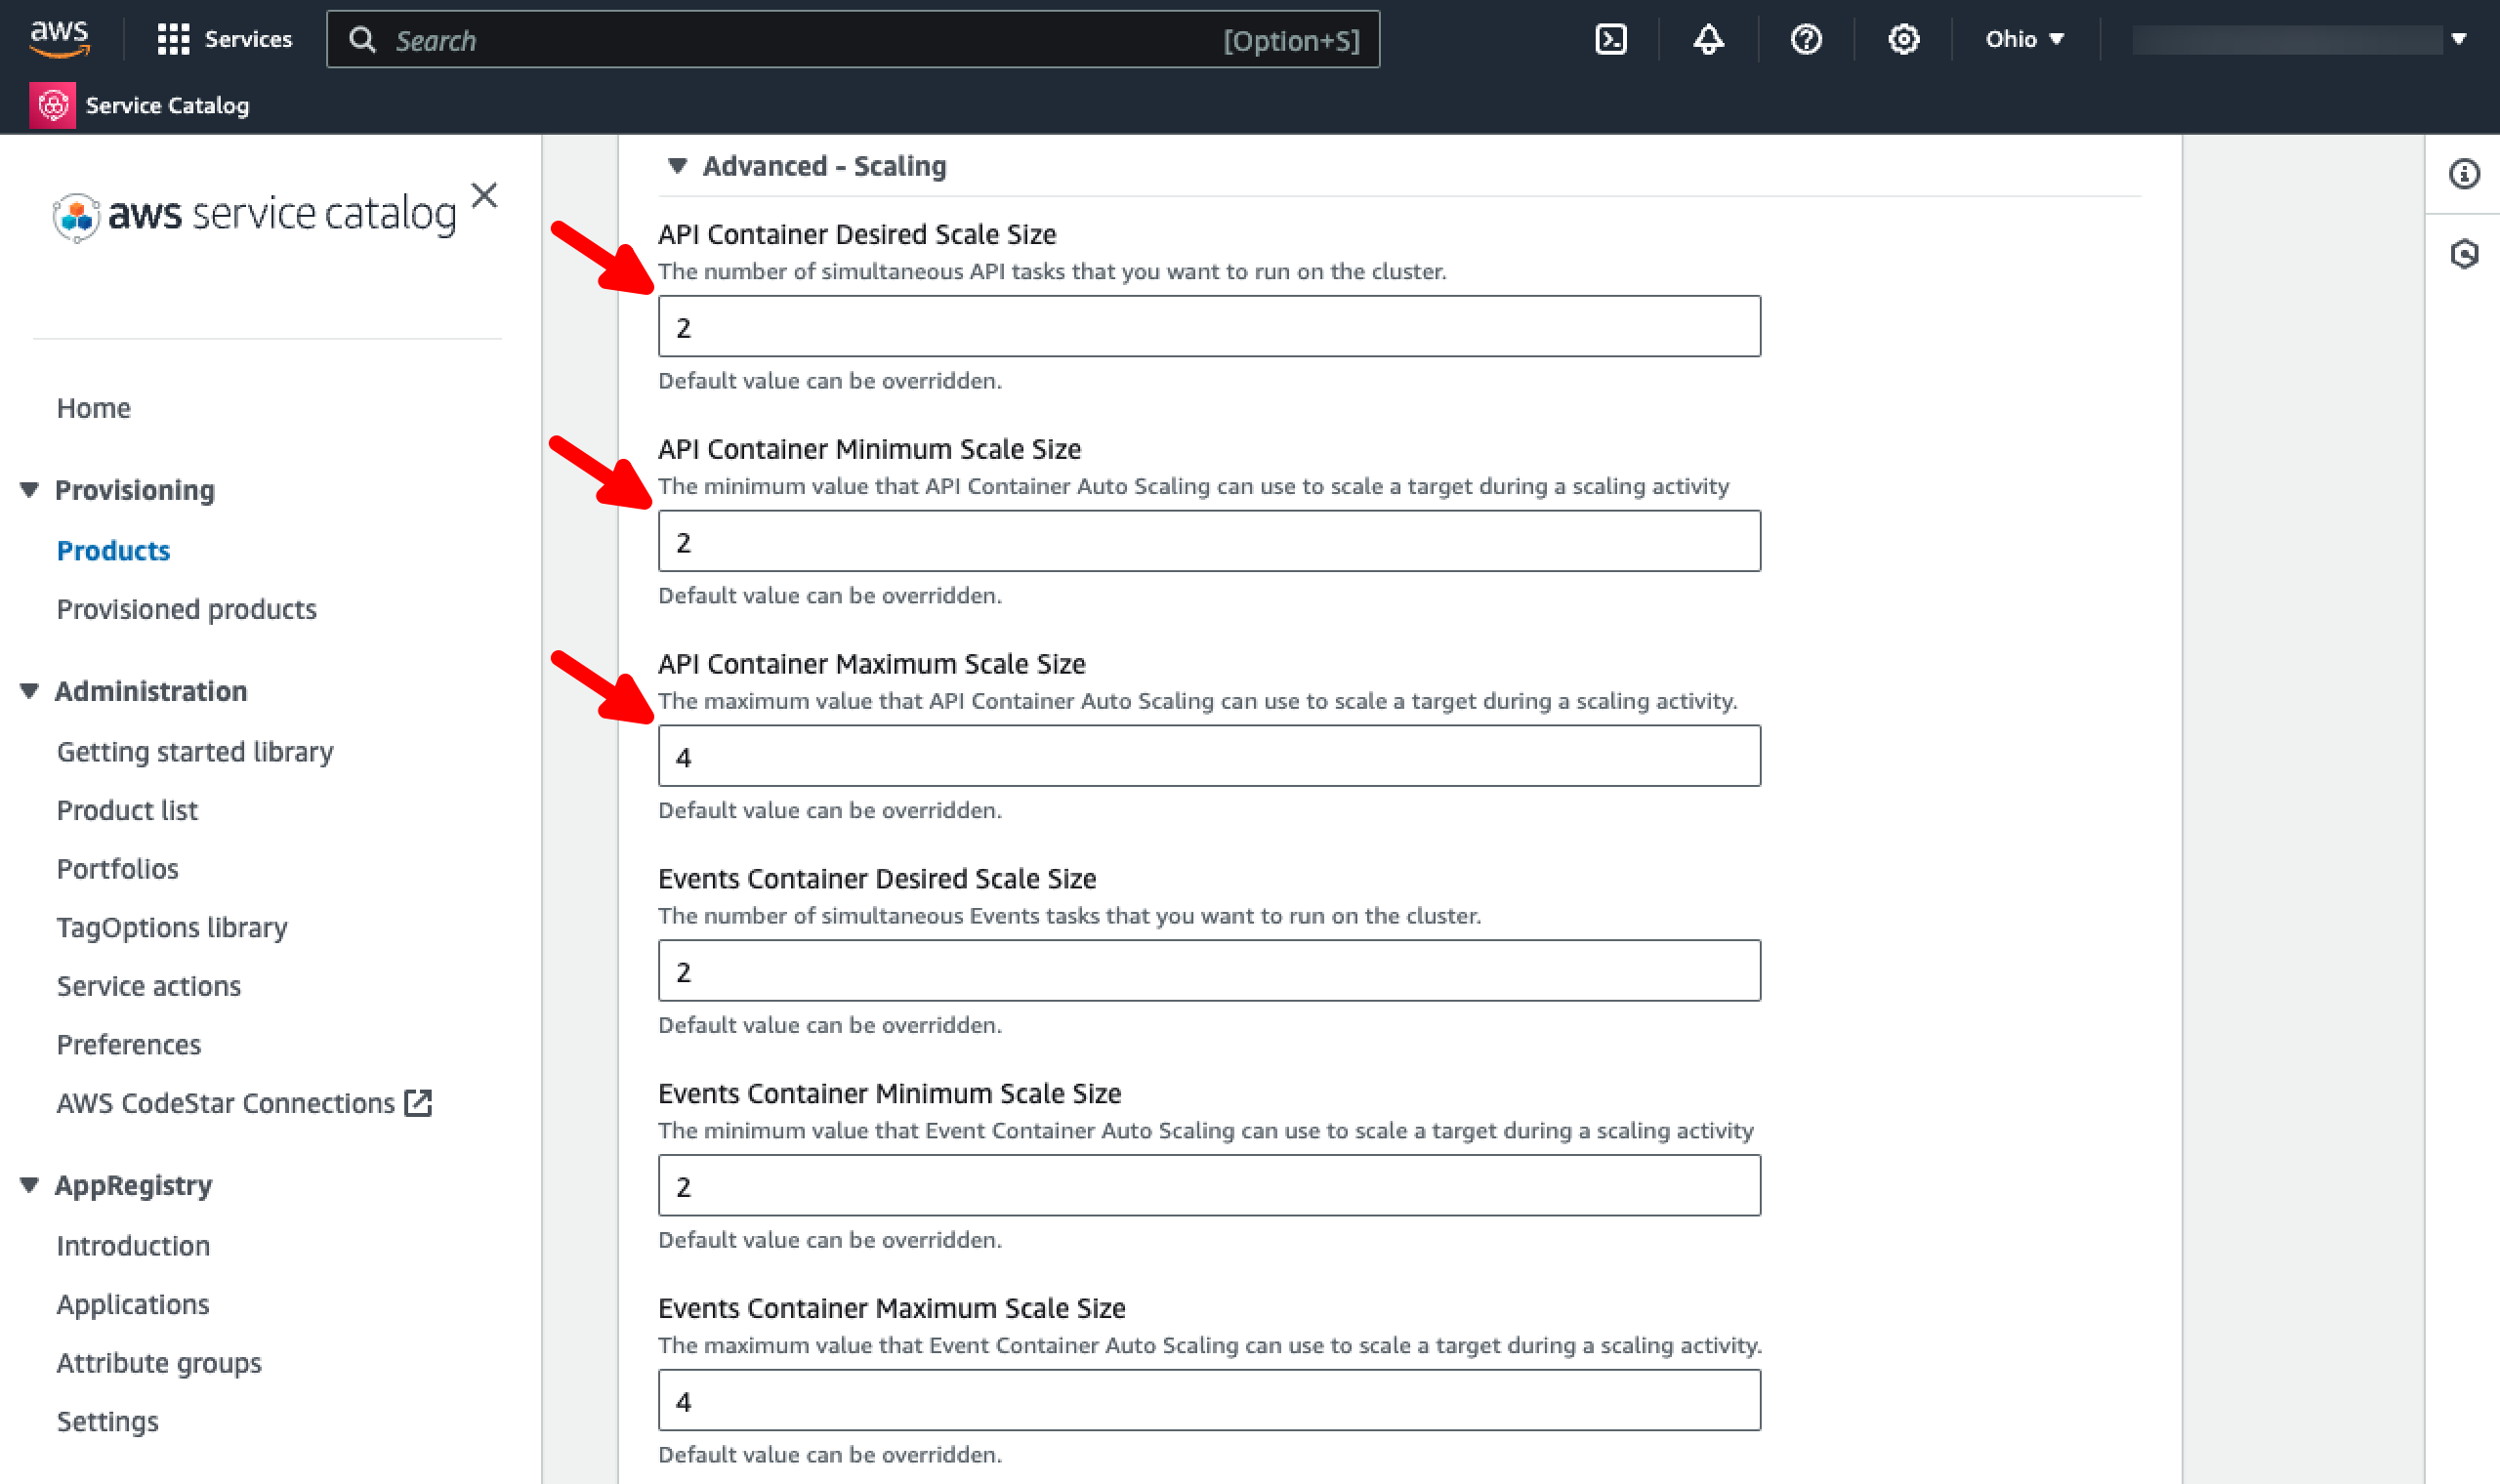 aws
Services
Search [Option+S]
Ohio
Service Catalog
aws service catalog
Home
Provisioning
Products
Provisioned products
Administration
Getting started library
Product list
Portfolios
TagOptions library
Service actions
Preferences
AWS CodeStar Connections
AppRegistry
Introduction
Applications
Attribute groups
Settings
Advanced - Scaling
API Container Desired Scale Size
The number of simultaneous API tasks that you want to run on the cluster.
2
Default value can be overridden.
API Container Minimum Scale Size
The minimum value that API Container Auto Scaling can use to scale a target during a scaling activity
2
Default value can be overridden.
API Container Maximum Scale Size
The maximum value that API Container Auto Scaling can use to scale a target during a scaling activity.
4
Default value can be overridden.
Events Container Desired Scale Size
The number of simultaneous Events tasks that you want to run on the cluster.
2
Default value can be overridden.
Events Container Minimum Scale Size
The minimum value that Event Container Auto Scaling can use to scale a target during a scaling activity
2
Default value can be overridden.
Events Container Maximum Scale Size
The maximum value that Event Container Auto Scaling can use to scale a target during a scaling activity.
4
Default value can be overridden.